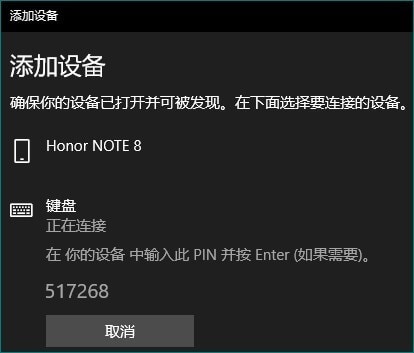 添加设备
添加设备
确保你的设备已打开并可被发现。在下面选择要连接的设备。
Honor NOTE 8
键盘
正在连接
在 你的设备 中输入此 PIN 并按 Enter (如果需要)。
517268
取消